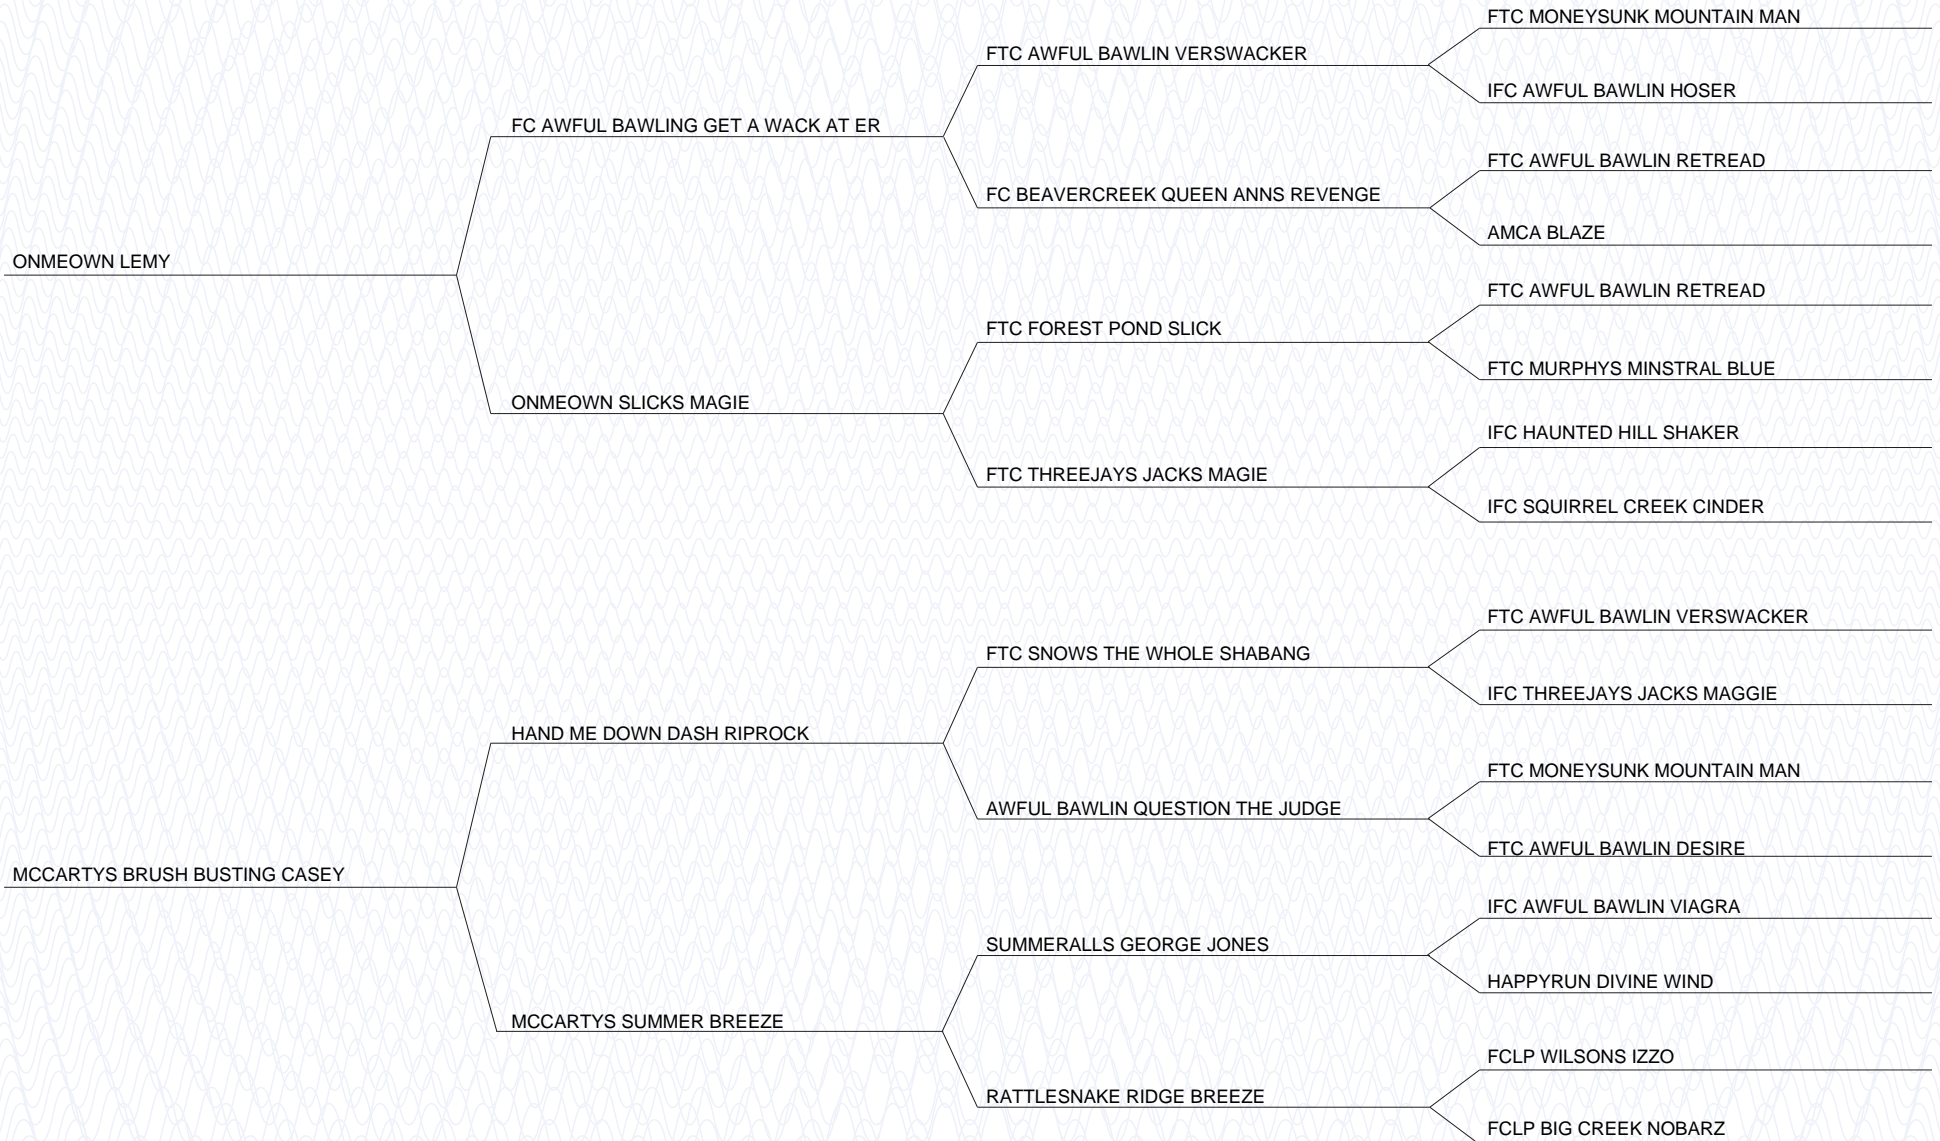 FTC MONEYSUNK MOUNTAIN MAN
FTC AWFUL BAWLIN VERSWACKER
IFC AWFUL BAWLIN HOSER
FC AWFUL BAWLING GET A WACK AT ER
FTC AWFUL BAWLIN RETREAD
FC BEAVERCREEK QUEEN ANNS REVENGE
AMCA BLAZE
ONMEOWN LEMY
FTC AWFUL BAWLIN RETREAD
FTC FOREST POND SLICK
FTC MURPHYS MINSTRAL BLUE
ONMEOWN SLICKS MAGIE
IFC HAUNTED HILL SHAKER
FTC THREEJAYS JACKS MAGIE
IFC SQUIRREL CREEK CINDER
FTC AWFUL BAWLIN VERSWACKER
FTC SNOWS THE WHOLE SHABANG
IFC THREEJAYS JACKS MAGGIE
HAND ME DOWN DASH RIPROCK
FTC MONEYSUNK MOUNTAIN MAN
AWFUL BAWLIN QUESTION THE JUDGE
FTC AWFUL BAWLIN DESIRE
MCCARTYS BRUSH BUSTING CASEY
IFC AWFUL BAWLIN VIAGRA
SUMMERALLS GEORGE JONES
HAPPYRUN DIVINE WIND
MCCARTYS SUMMER BREEZE
FCLP WILSONS IZZO
RATTLESNAKE RIDGE BREEZE
FCLP BIG CREEK NOBARZ